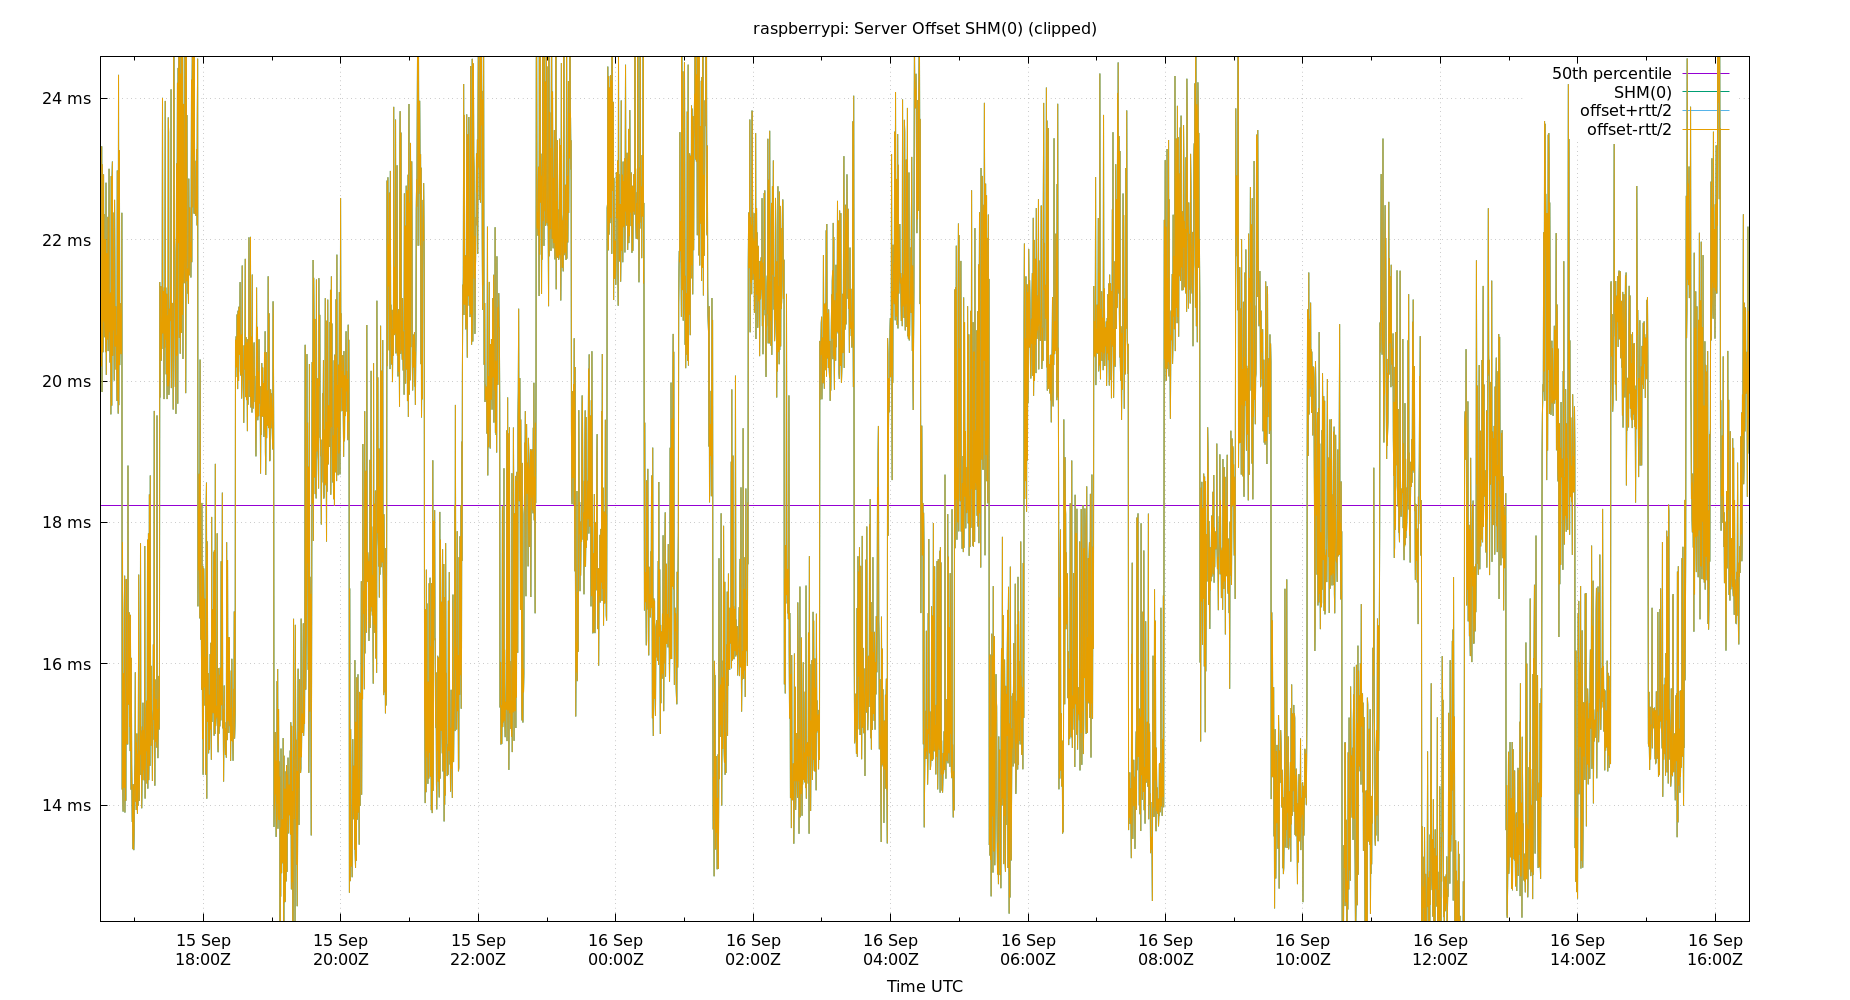 raspberrypi: Server Offset SHM(0) (clipped)
50th percentile
SHM(0)
offset+rtt/2
offset-rtt/2
24 ms
22 ms
20 ms
18 ms
16 ms
14 ms
15 Sep 15 Sep 15 Sep 16 Sep 16 Sep 16 Sep 16 Sep 16 Sep 16 Sep 16 Sep 16 Sep 16 Sep
18:00Z 20:00Z 22:00Z 00:00Z 02:00Z 04:00Z 06:00Z 08:00Z 10:00Z 12:00Z 14:00Z 16:00Z
Time UTC